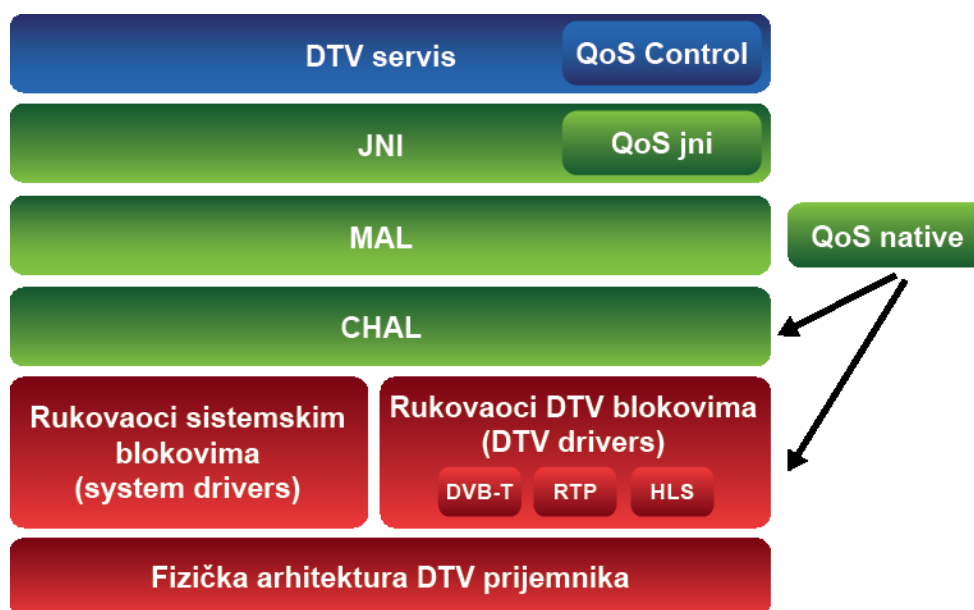 DTV servis
QoS Control
JNI
QoS jni
MAL
QoS native
CHAL
Rukovaoci sistemskim
blokovima
(system drivers)
Rukovaoci DTV blokovima
(DTV drivers)
DVB-T
RTP
HLS
Fizička arhitektura DTV prijemnika